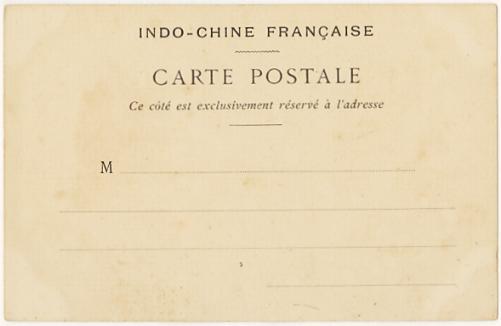 INDO-CHINE FRANÇAISE
CARTE POSTALE
Ce côté est exclusivement réservé à l'adresse
M